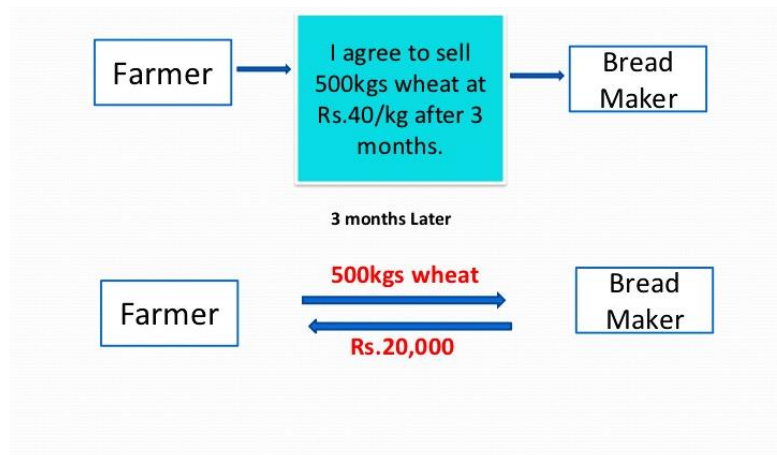 Farmer
I agree to sell
500kgs wheat at
Rs.40/kg after 3
months.
Bread
Maker
3 months Later
Farmer
500kgs wheat
Rs.20,000
Bread
Maker